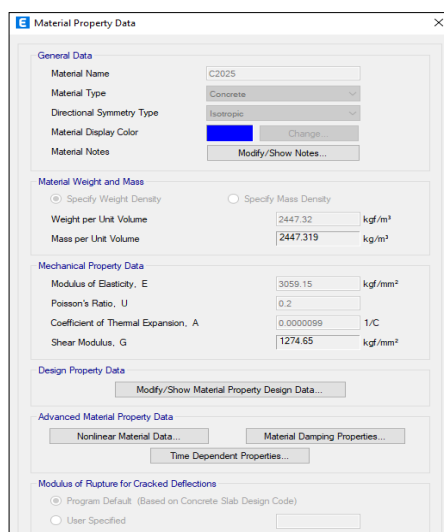 E Material Property Data
General Data
Material Name C2025
Material Type Concrete
Directional Symmetry Type Isotropic
Material Display Color Change...
Material Notes Modify/Show Notes...
Material Weight and Mass
Specify Weight Density Specify Mass Density
Weight per Unit Volume 2447.32 kgf/m³
Mass per Unit Volume 2447.319 kg/m³
Mechanical Property Data
Modulus of Elasticity, E 3059.15 kgf/mm²
Poisson's Ratio, U 0.2
Coefficient of Thermal Expansion, A 0.0000099 1/C
Shear Modulus, G 1274.65 kgf/mm²
Design Property Data
Modify/Show Material Property Design Data...
Advanced Material Property Data
Nonlinear Material Data... Material Damping Properties...
Time Dependent Properties...
Modulus of Rupture for Cracked Deflections
Program Default (Based on Concrete Slab Design Code)
User Specified